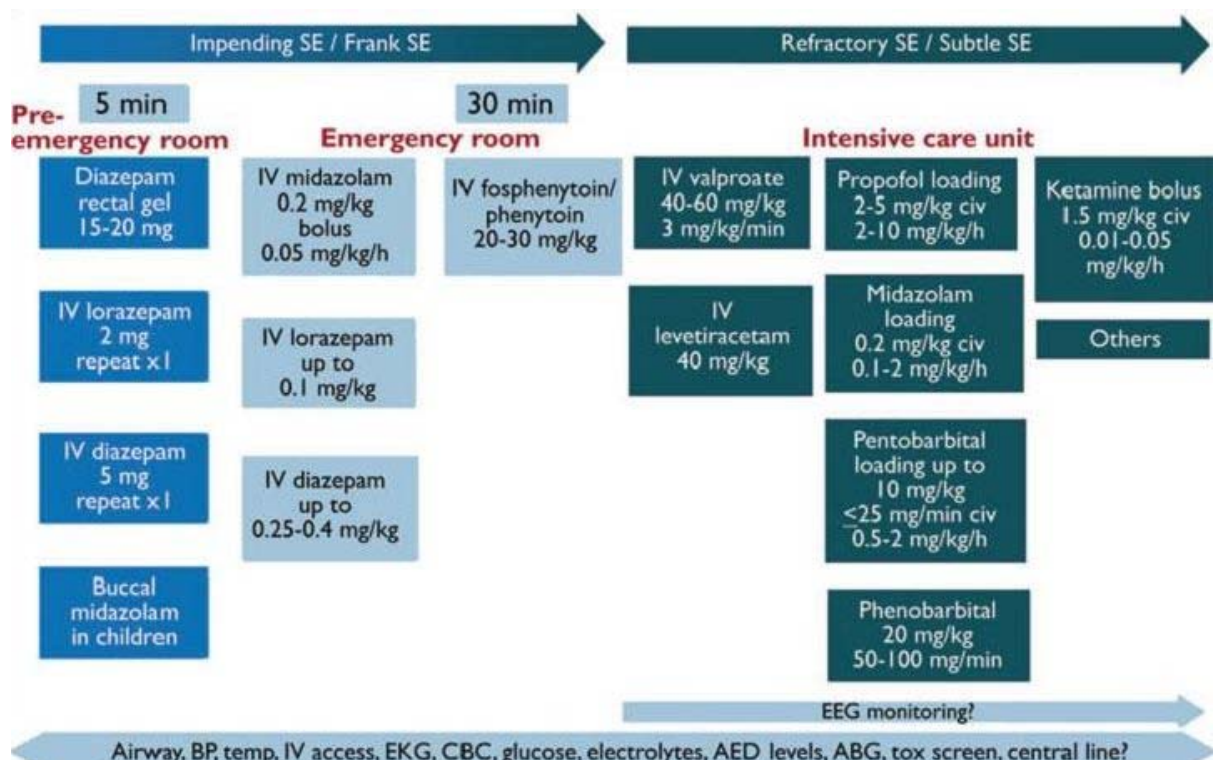 Impending SE / Frank SE
Refractory SE / Subtle SE
5 min
30 min
Pre-
emergency room
Emergency room
Intensive care unit
Diazepam
rectal gel
15-20 mg
IV lorazepam
2 mg
repeat x1
IV diazepam
5 mg
repeat x1
Buccal
midazolam
in children
IV midazolam
0.2 mg/kg
bolus
0.05 mg/kg/h
IV lorazepam
up to
0.1 mg/kg
IV diazepam
up to
0.25-0.4 mg/kg
IV fosphenytoin/
phenytoin
20-30 mg/kg
IV valproate
40-60 mg/kg
3 mg/kg/min
IV
levetiracetam
40 mg/kg
Propofol loading
2-5 mg/kg civ
2-10 mg/kg/h
Midazolam
loading
0.2 mg/kg civ
0.1-2 mg/kg/h
Pentobarbital
loading up to
10 mg/kg
≤25 mg/min civ
0.5-2 mg/kg/h
Phenobarbital
20 mg/kg
50-100 mg/min
Ketamine bolus
1.5 mg/kg civ
0.01-0.05
mg/kg/h
Others
EEG monitoring?
Airway, BP, temp, IV access, EKG, CBC, glucose, electrolytes, AED levels, ABG, tox screen, central line?